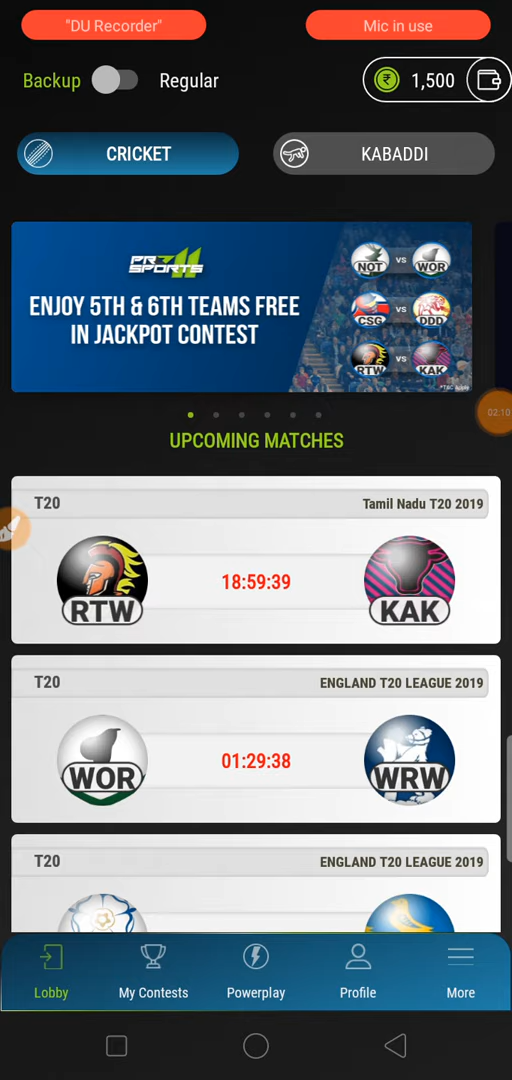 "DU Recorder"
Mic in use
Backup
Regular
₹
1,500
CRICKET
KABADDI
PR SPORTS 11
ENJOY 5TH & 6TH TEAMS FREE
IN JACKPOT CONTEST
NOT vs WOR
CSG vs DDD
RTW vs KAK
*T&C Apply
02:10
UPCOMING MATCHES
T20
Tamil Nadu T20 2019
RTW
18:59:39
KAK
T20
ENGLAND T20 LEAGUE 2019
WOR
01:29:38
WRW
T20
ENGLAND T20 LEAGUE 2019
Lobby
My Contests
Powerplay
Profile
More